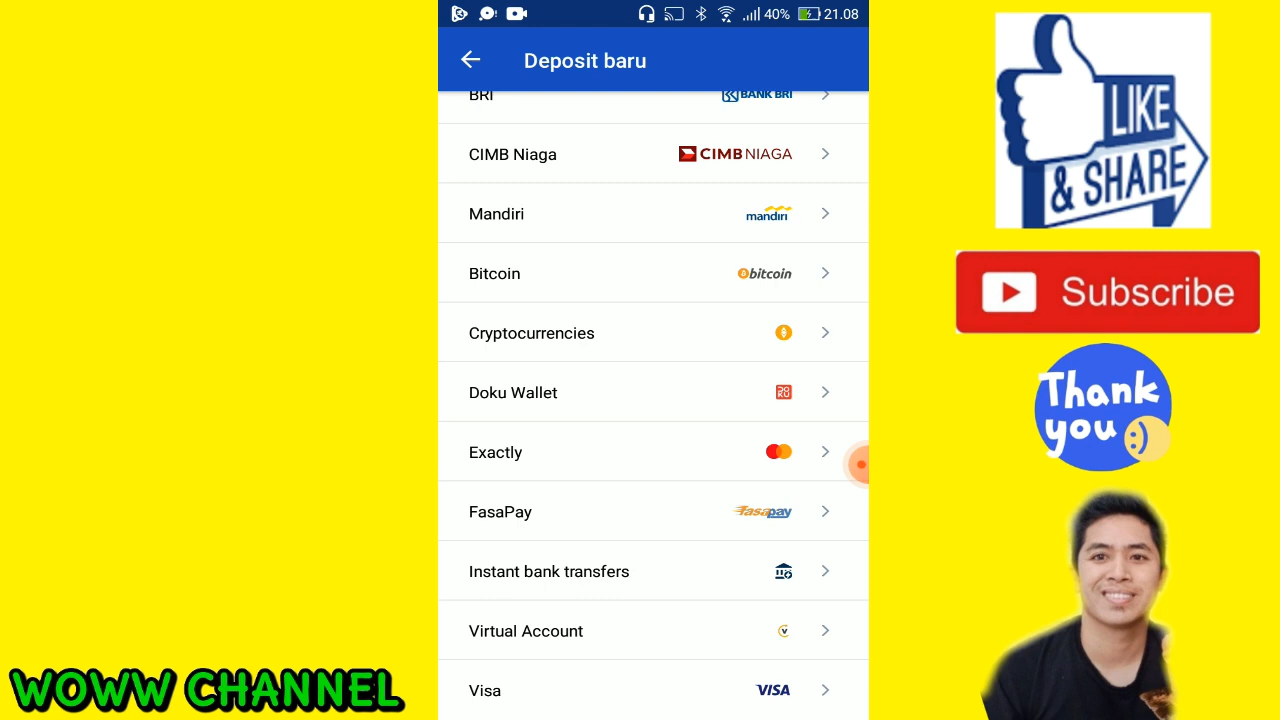 40% 21.08
Deposit baru
BRI BANK BRI
CIMB Niaga CIMB NIAGA
Mandiri mandiri
Bitcoin bitcoin
Cryptocurrencies
Doku Wallet DOKU
Exactly
FasaPay fasapay
Instant bank transfers
Virtual Account V
Visa VISA
LIKE
& SHARE
Subscribe
Thank
you
WOWW CHANNEL